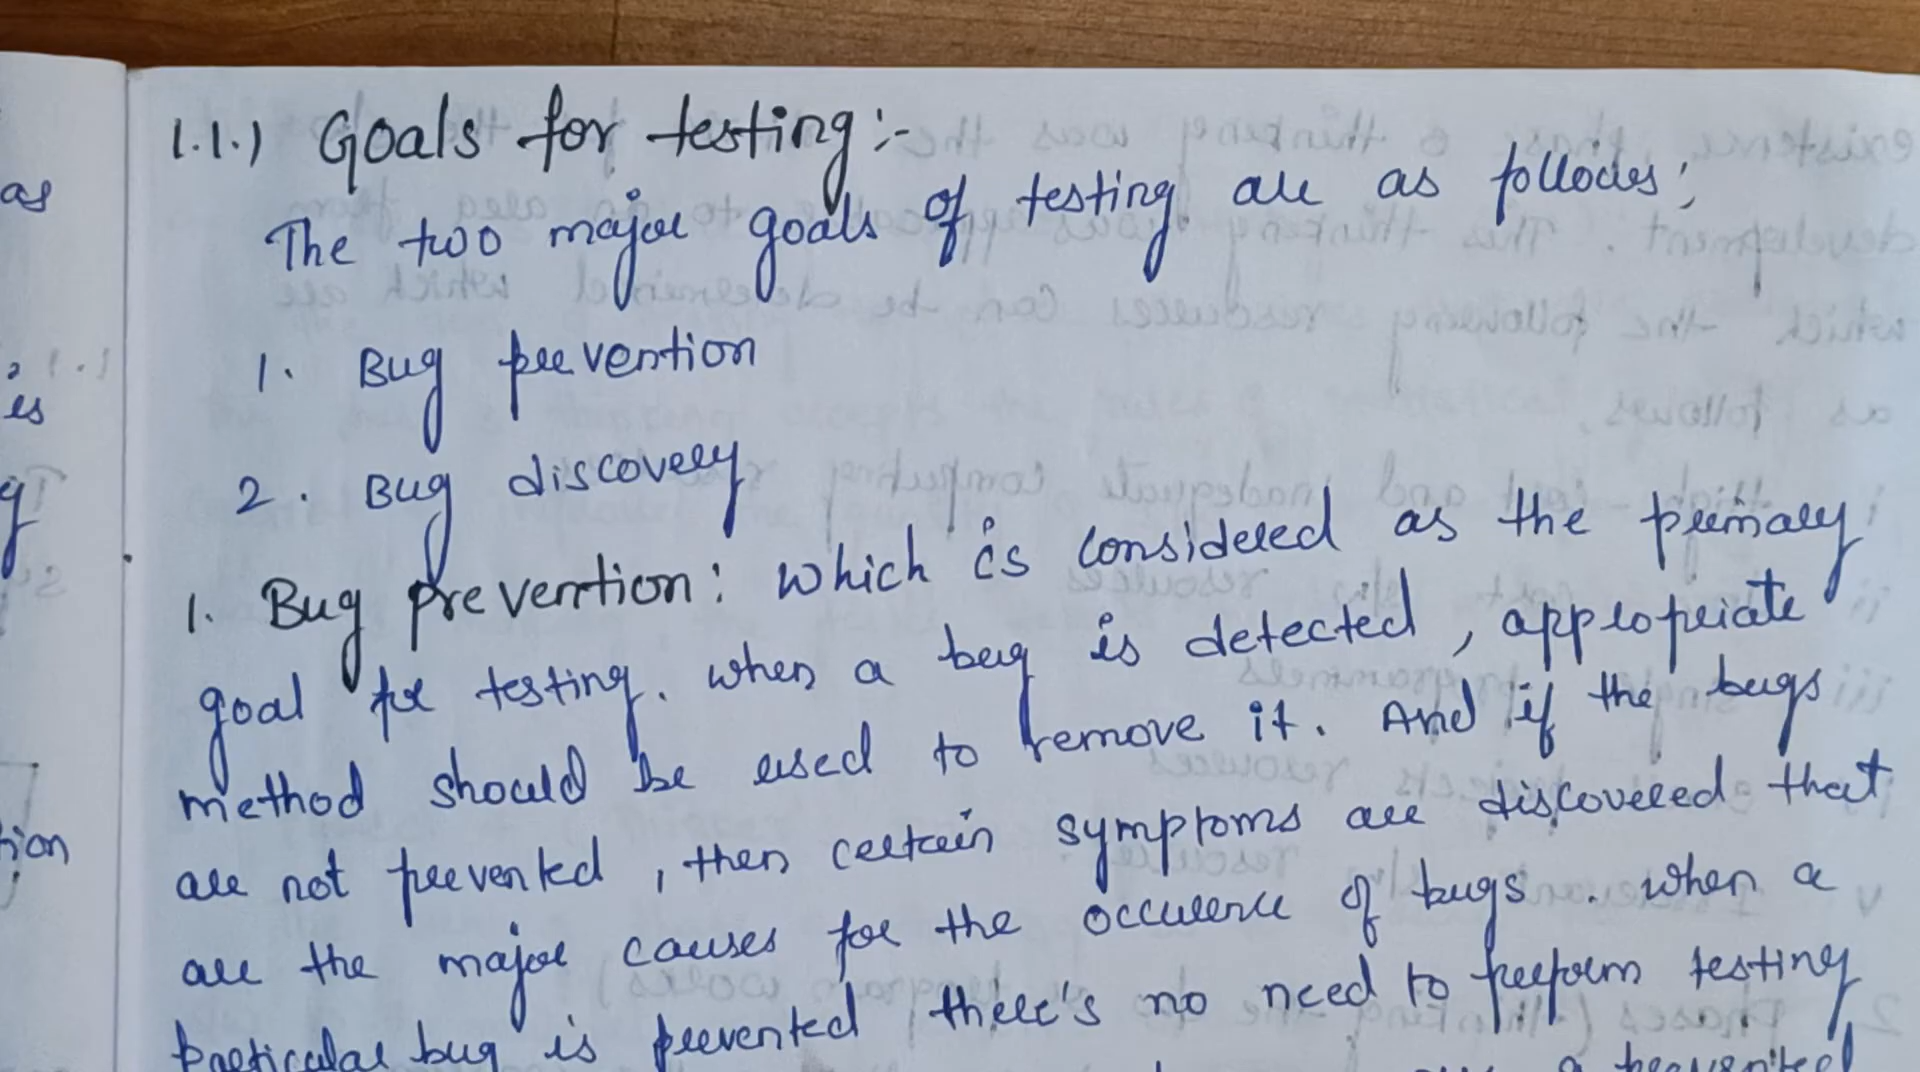 1.1.) Goals for testing:-
The two major goals of testing are as follows;
1. Bug prevention
2. Bug discovery
1. Bug prevention: which is considered as the primary
goal for testing. when a bug is detected, appropriate
method should be used to remove it. And if the bugs
are not prevented, then certain symptoms are discovered that
are the major causes for the occurence of bugs. when a
particular bug is prevented there's no need to perform testing
a prevented
as
is
g
tion